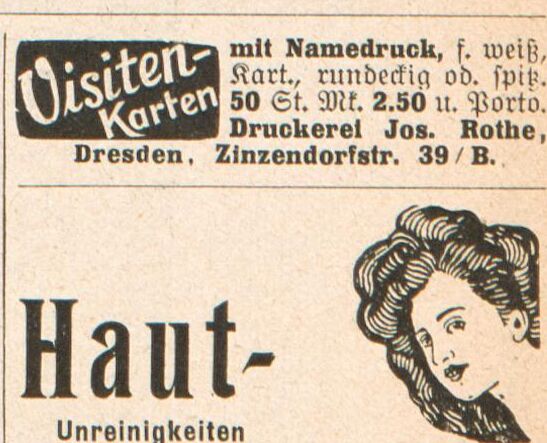 Visiten-
Karten
mit Namedruck, f. weiß,
Kart., rundeckig od. spitz.
50 St. Mk. 2.50 u. Porto.
Druckerei Jos. Rothe,
Dresden, Zinzendorfstr. 39 / B.
Haut-
Unreinigkeiten